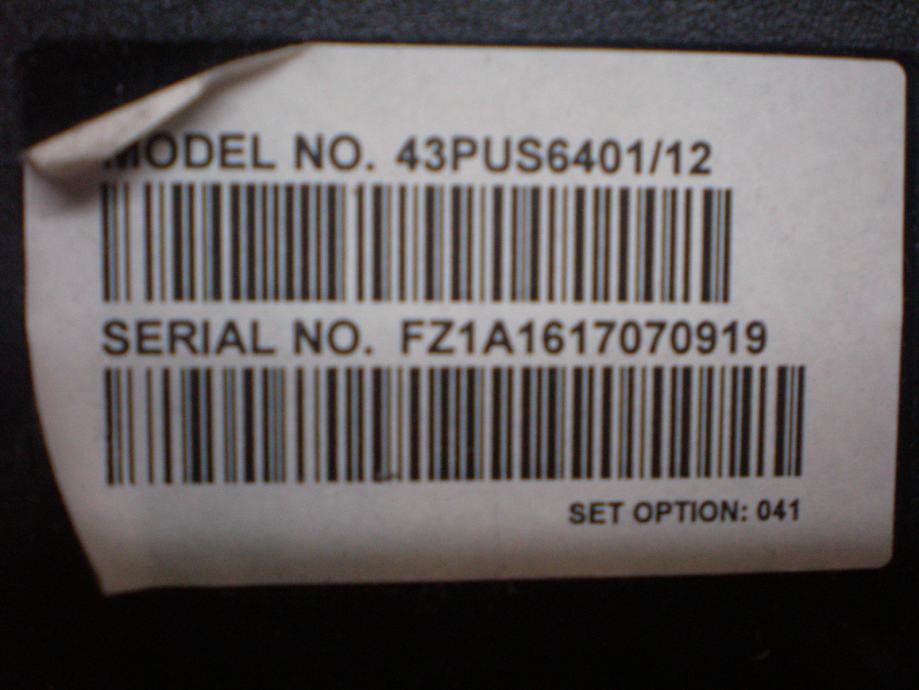 MODEL NO. 43PUS6401/12
SERIAL NO. FZ1A1617070919
SET OPTION: 041